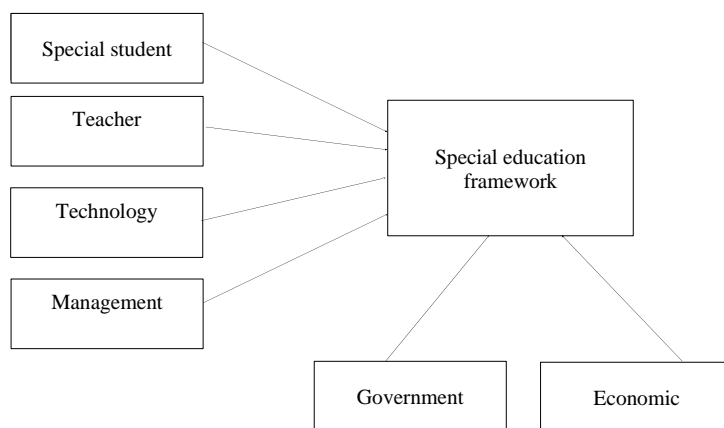 Special student
Teacher
Special education
framework
Technology
Management
Government
Economic